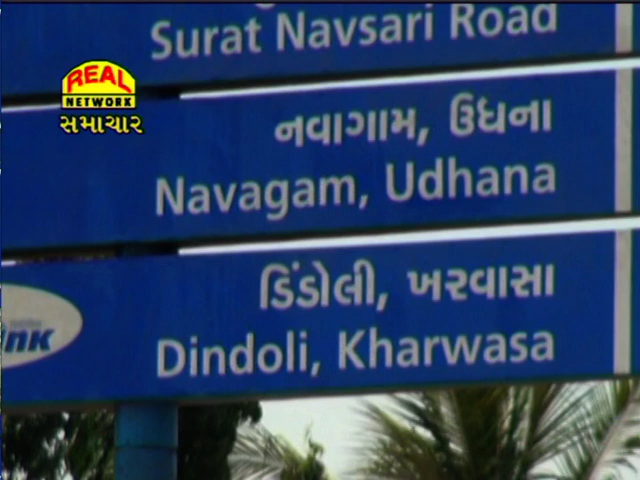 Surat Navsari Road
REAL
NETWORK
સમાચાર
નવાગામ, ઉધના
Navagam, Udhana
ડિંડોલી, ખરવાસા
Dindoli, Kharwasa